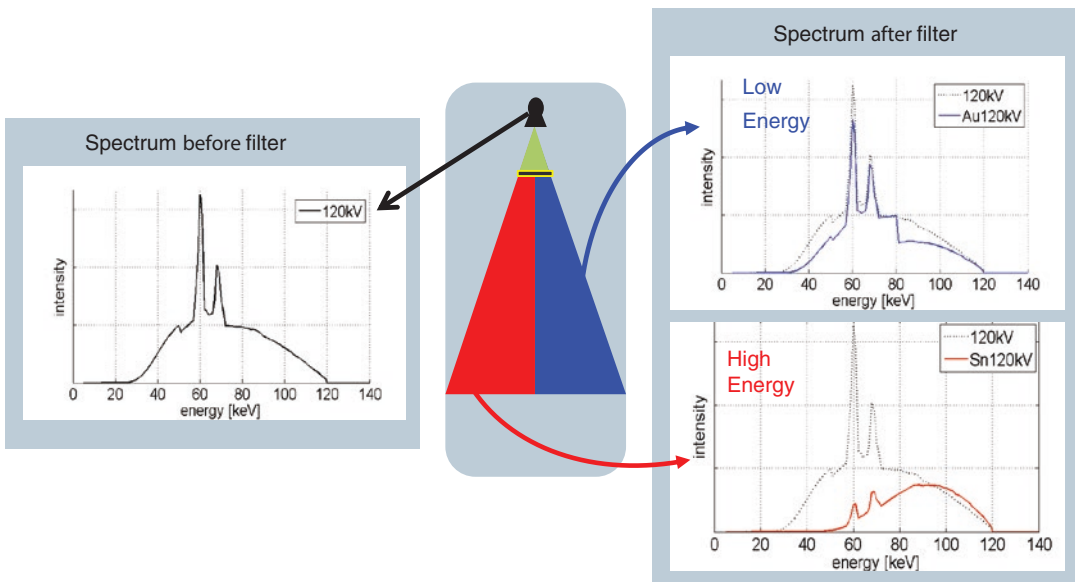 Spectrum before filter
120kV
intensity
0 20 40 60 80 100 120 140
energy [keV]
Spectrum after filter
Low
Energy
120kV
Au120kV
intensity
0 20 40 60 80 100 120 140
energy [keV]
High
Energy
120kV
Sn120kV
intensity
0 20 40 60 80 100 120 140
energy [keV]